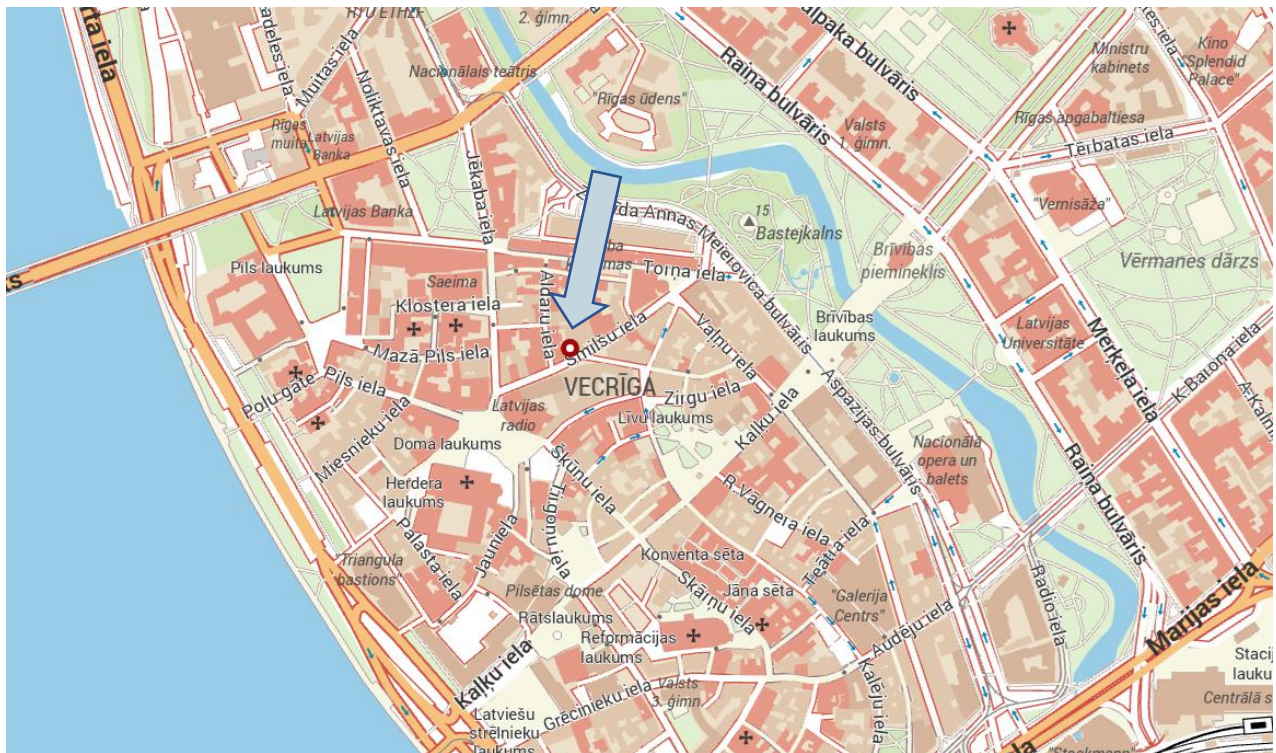 RTU ETHZF
2. ģimn.
Raiņa bulvāris
Ministru
kabinets
Kino
"Splendid
Palace"
Muitas iela
Noliktavas iela
Nacionālais teātris
"Rīgas ūdens"
Valsts
1. ģimn.
Rīgas apgabaltiesa
Tērbatas iela
Rīgas
muita
Latvijas
Banka
Jēkaba iela
Latvijas Banka
"Vernisāža"
15
Bastejkalns
Brīvības
piemineklis
Vērmanes dārzs
Pils laukums
Saeima
Torņa iela
Klostera iela
Aldaru iela
Smilšu iela
Brīvības
laukums
Latvijas
Universitāte
Merķeļa iela
Mazā Pils iela
Vaļņu iela
Aspazijas bulvāris
K.Barona iela
Poļu gāte
Pils iela
VECRĪGA
Zirgu iela
Latvijas
radio
Līvu laukums
Kaļķu iela
Miesnieku iela
Doma laukums
Šķūņu iela
Nacionālā
opera un
balets
Herdera
laukums
Tirgoņu iela
R.Vāgnera iela
Raiņa bulvāris
Palasta iela
Jauniela
Teātra iela
"Triangula
bastions"
Konventa sēta
Skārņu iela
Jāņa sēta
"Galerija
Centrs"
Radio iela
Marijas iela
Pilsētas dome
Rātslaukums
Audēju iela
Reformācijas
laukums
Kaļķu iela
Grēcinieku iela
Valsts
3. ģimn.
Kalēju iela
Latviešu
strēlnieku
laukums
"Stockmann"